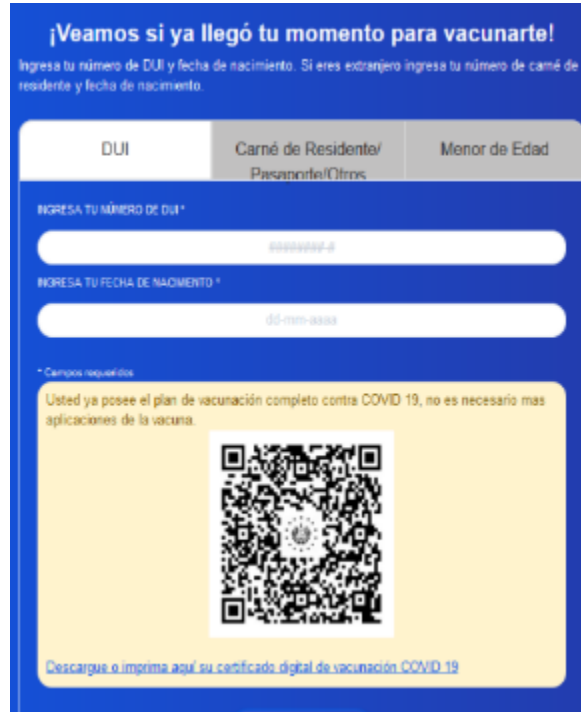 ¡Veamos si ya llegó tu momento para vacunarte!
Ingresa tu número de DUI y fecha de nacimiento. Si eres extranjero ingresa tu número de carné de
residente y fecha de nacimiento.
DUI
Carné de Residente/
Pasaporte/Otros
Menor de Edad
INGRESA TU NÚMERO DE DUI *
########-#
INGRESA TU FECHA DE NACIMIENTO *
dd-mm-aaaa
* Campos requeridos
Usted ya posee el plan de vacunación completo contra COVID 19, no es necesario mas
aplicaciones de la vacuna.
Descargue o imprima aquí su certificado digital de vacunación COVID 19